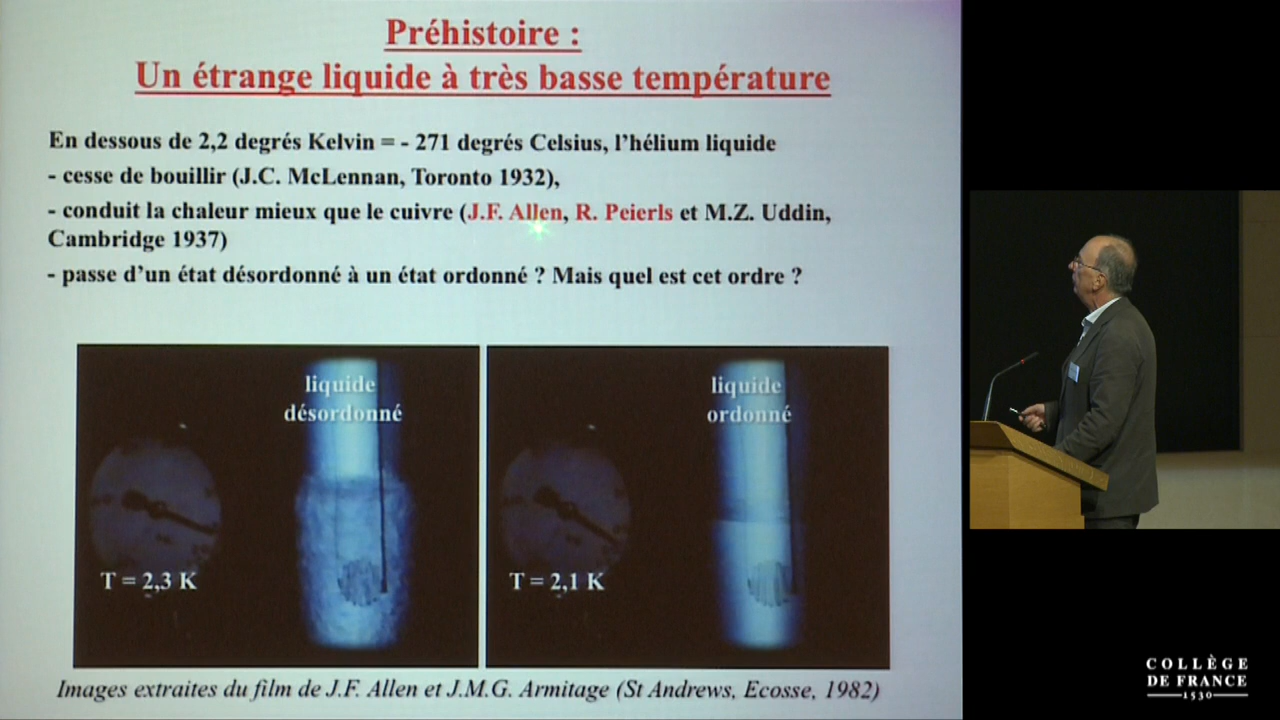 Préhistoire :
Un étrange liquide à très basse température
En dessous de 2,2 degrés Kelvin = - 271 degrés Celsius, l’hélium liquide
- cesse de bouillir (J.C. McLennan, Toronto 1932),
- conduit la chaleur mieux que le cuivre (J.F. Allen, R. Peierls et M.Z. Uddin,
Cambridge 1937)
- passe d’un état désordonné à un état ordonné ? Mais quel est cet ordre ?
liquide
désordonné
T = 2,3 K
liquide
ordonné
T = 2,1 K
Images extraites du film de J.F. Allen et J.M.G. Armitage (St Andrews, Ecosse, 1982)
COLLÈGE
DE FRANCE
1530